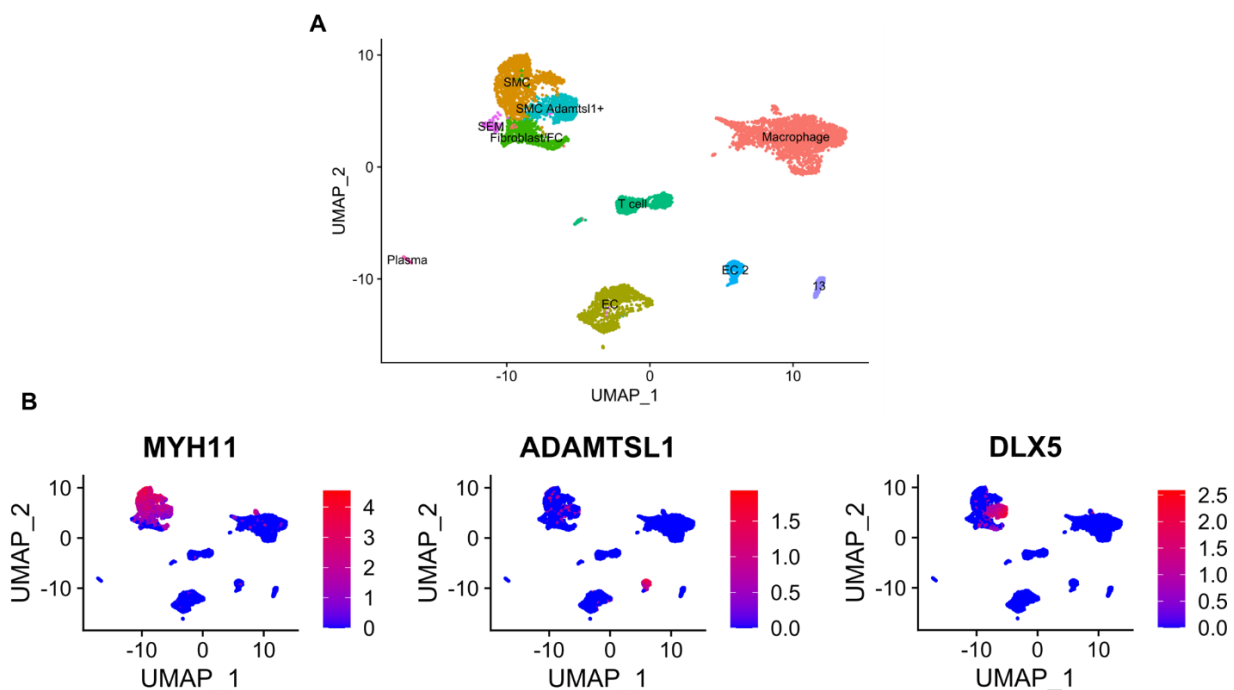 A
10
0
-10
UMAP_2
SMC
SMC Adamtsl1+
SEM
Fibroblast/FC
Macrophage
T cell
Plasma
EC 2
13
EC
-10
0
10
UMAP_1
B
MYH11
10
0
-10
UMAP_2
-10
0
10
UMAP_1
4
3
2
1
0
ADAMTSL1
10
0
-10
UMAP_2
-10
0
10
UMAP_1
1.5
1.0
0.5
0.0
DLX5
10
0
-10
UMAP_2
-10
0
10
UMAP_1
2.5
2.0
1.5
1.0
0.5
0.0